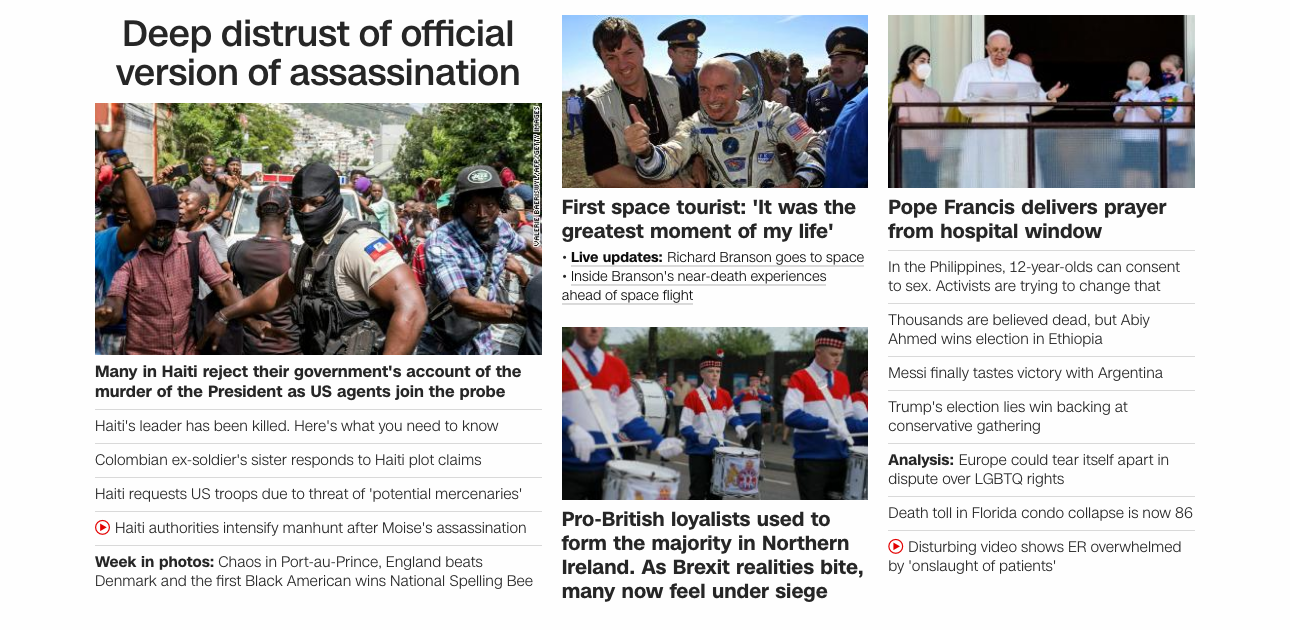 Deep distrust of official
version of assassination
VALERIE BAERISWYL/AFP/GETTY IMAGES
Many in Haiti reject their government's account of the
murder of the President as US agents join the probe
Haiti's leader has been killed. Here's what you need to know
Colombian ex-soldier's sister responds to Haiti plot claims
Haiti requests US troops due to threat of 'potential mercenaries'
Haiti authorities intensify manhunt after Moise's assassination
Week in photos: Chaos in Port-au-Prince, England beats
Denmark and the first Black American wins National Spelling Bee
First space tourist: 'It was the
greatest moment of my life'
• Live updates: Richard Branson goes to space
• Inside Branson's near-death experiences
ahead of space flight
Pro-British loyalists used to
form the majority in Northern
Ireland. As Brexit realities bite,
many now feel under siege
Pope Francis delivers prayer
from hospital window
In the Philippines, 12-year-olds can consent
to sex. Activists are trying to change that
Thousands are believed dead, but Abiy
Ahmed wins election in Ethiopia
Messi finally tastes victory with Argentina
Trump's election lies win backing at
conservative gathering
Analysis: Europe could tear itself apart in
dispute over LGBTQ rights
Death toll in Florida condo collapse is now 86
Disturbing video shows ER overwhelmed
by 'onslaught of patients'